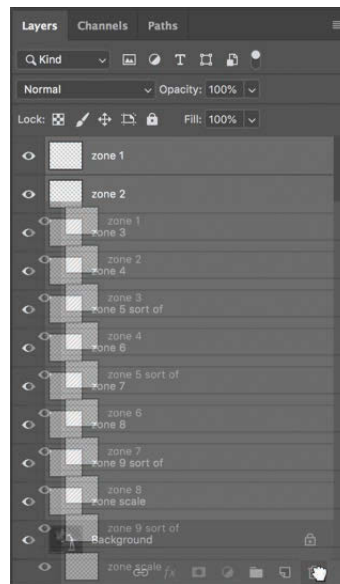 Layers Channels Paths
Kind
Normal Opacity: 100%
Lock: Fill: 100%
zone 1
zone 2
zone 1
zone 3
zone 2
zone 4
zone 3
zone 5 sort of
zone 4
zone 6
zone 5 sort of
zone 7
zone 6
zone 8
zone 7
zone 9 sort of
zone 8
zone scale
zone 9 sort of
Background
zone scale
fx